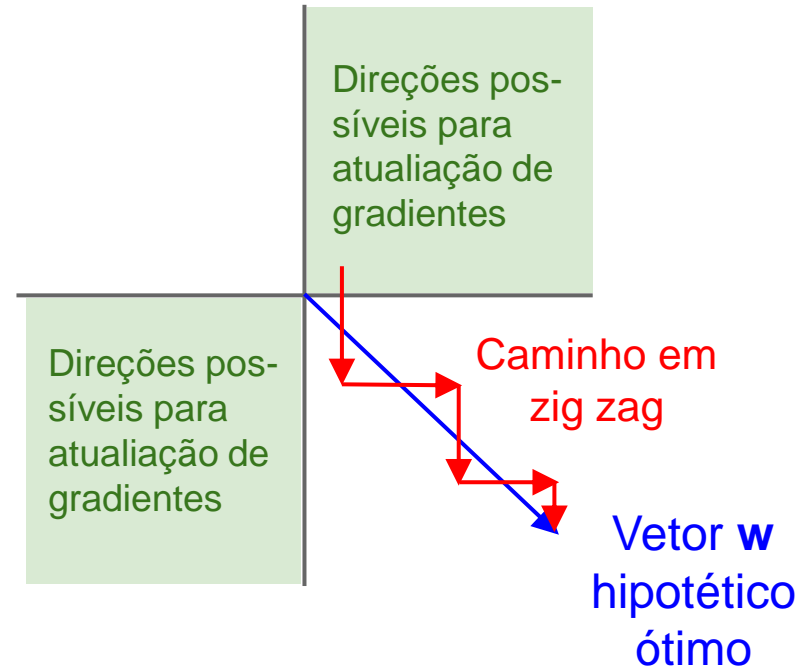 Direções pos-
síveis para
atualiação de
gradientes
Direções pos-
síveis para
atualiação de
gradientes
Caminho em
zig zag
Vetor w
hipotético
ótimo